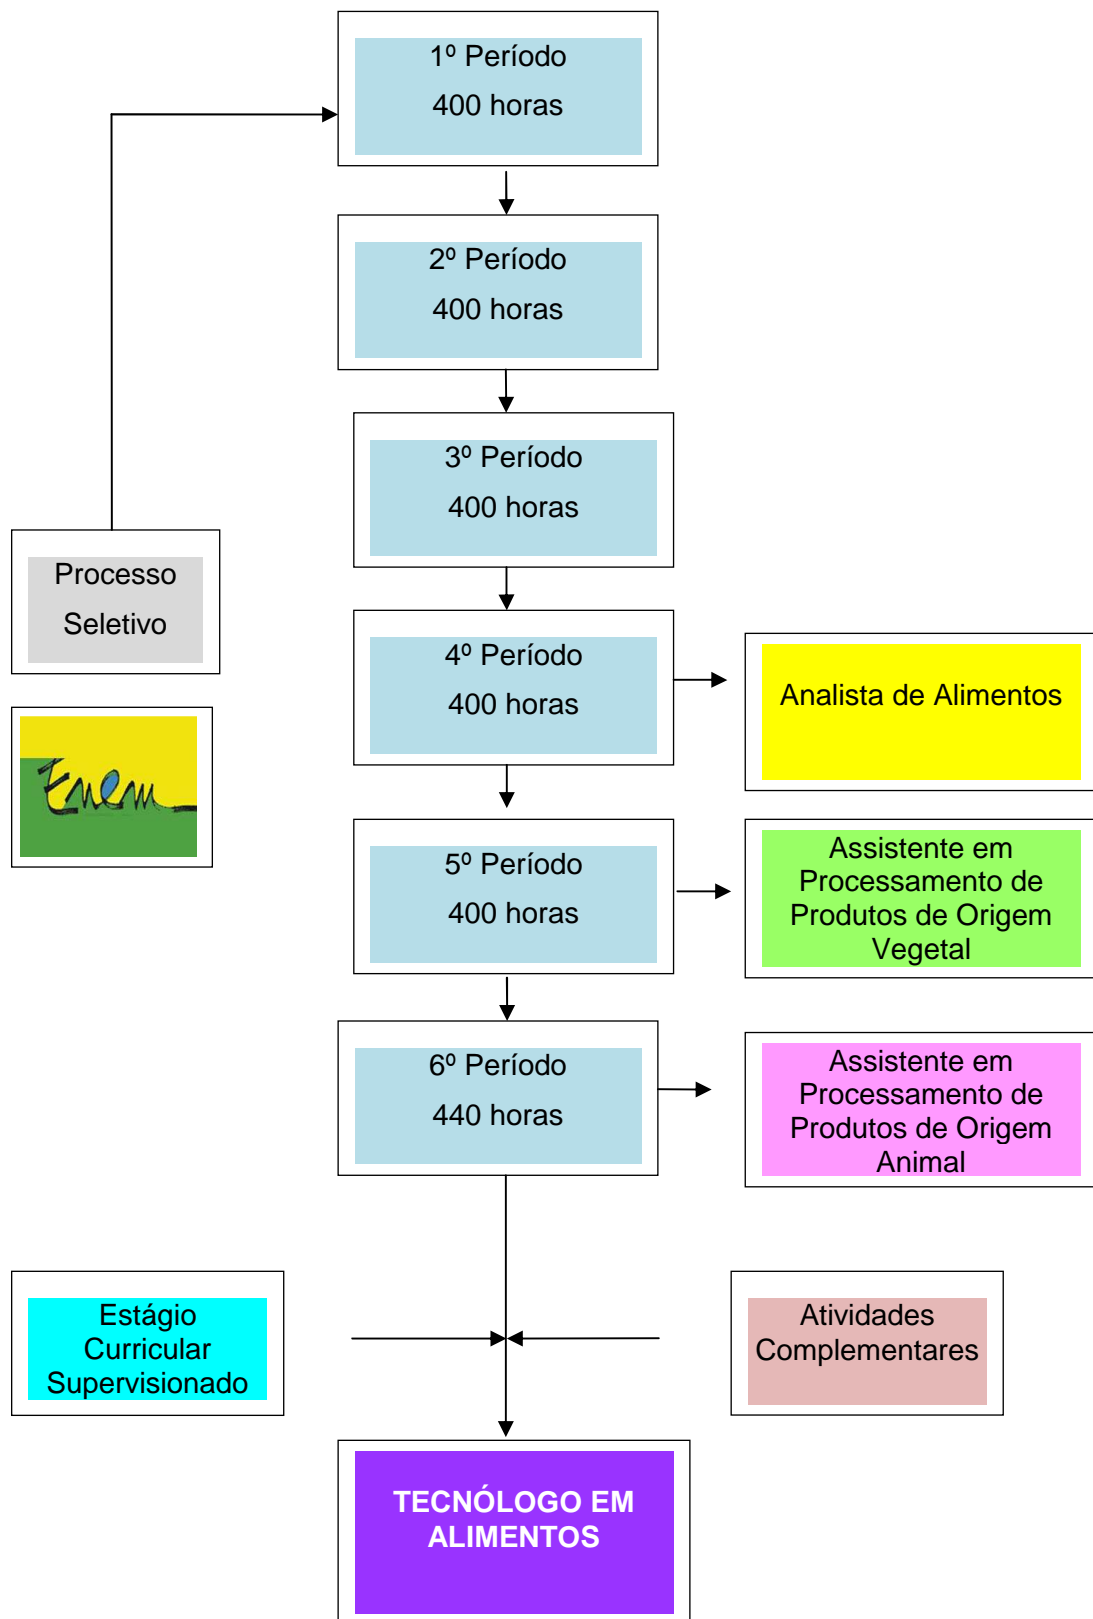 1º Período
400 horas
2º Período
400 horas
3º Período
400 horas
Processo
Seletivo
4º Período
400 horas
Analista de Alimentos
Enem
5º Período
400 horas
Assistente em
Processamento de
Produtos de Origem
Vegetal
6º Período
440 horas
Assistente em
Processamento de
Produtos de Origem
Animal
Estágio
Curricular
Supervisionado
Atividades
Complementares
TECNÓLOGO EM
ALIMENTOS